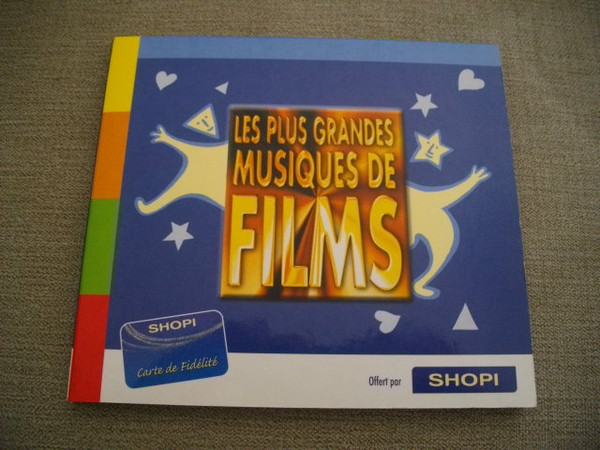 LES PLUS GRANDES
MUSIQUES DE
FILMS
SHOPI
Carte de Fidélité
Offert par
SHOPI